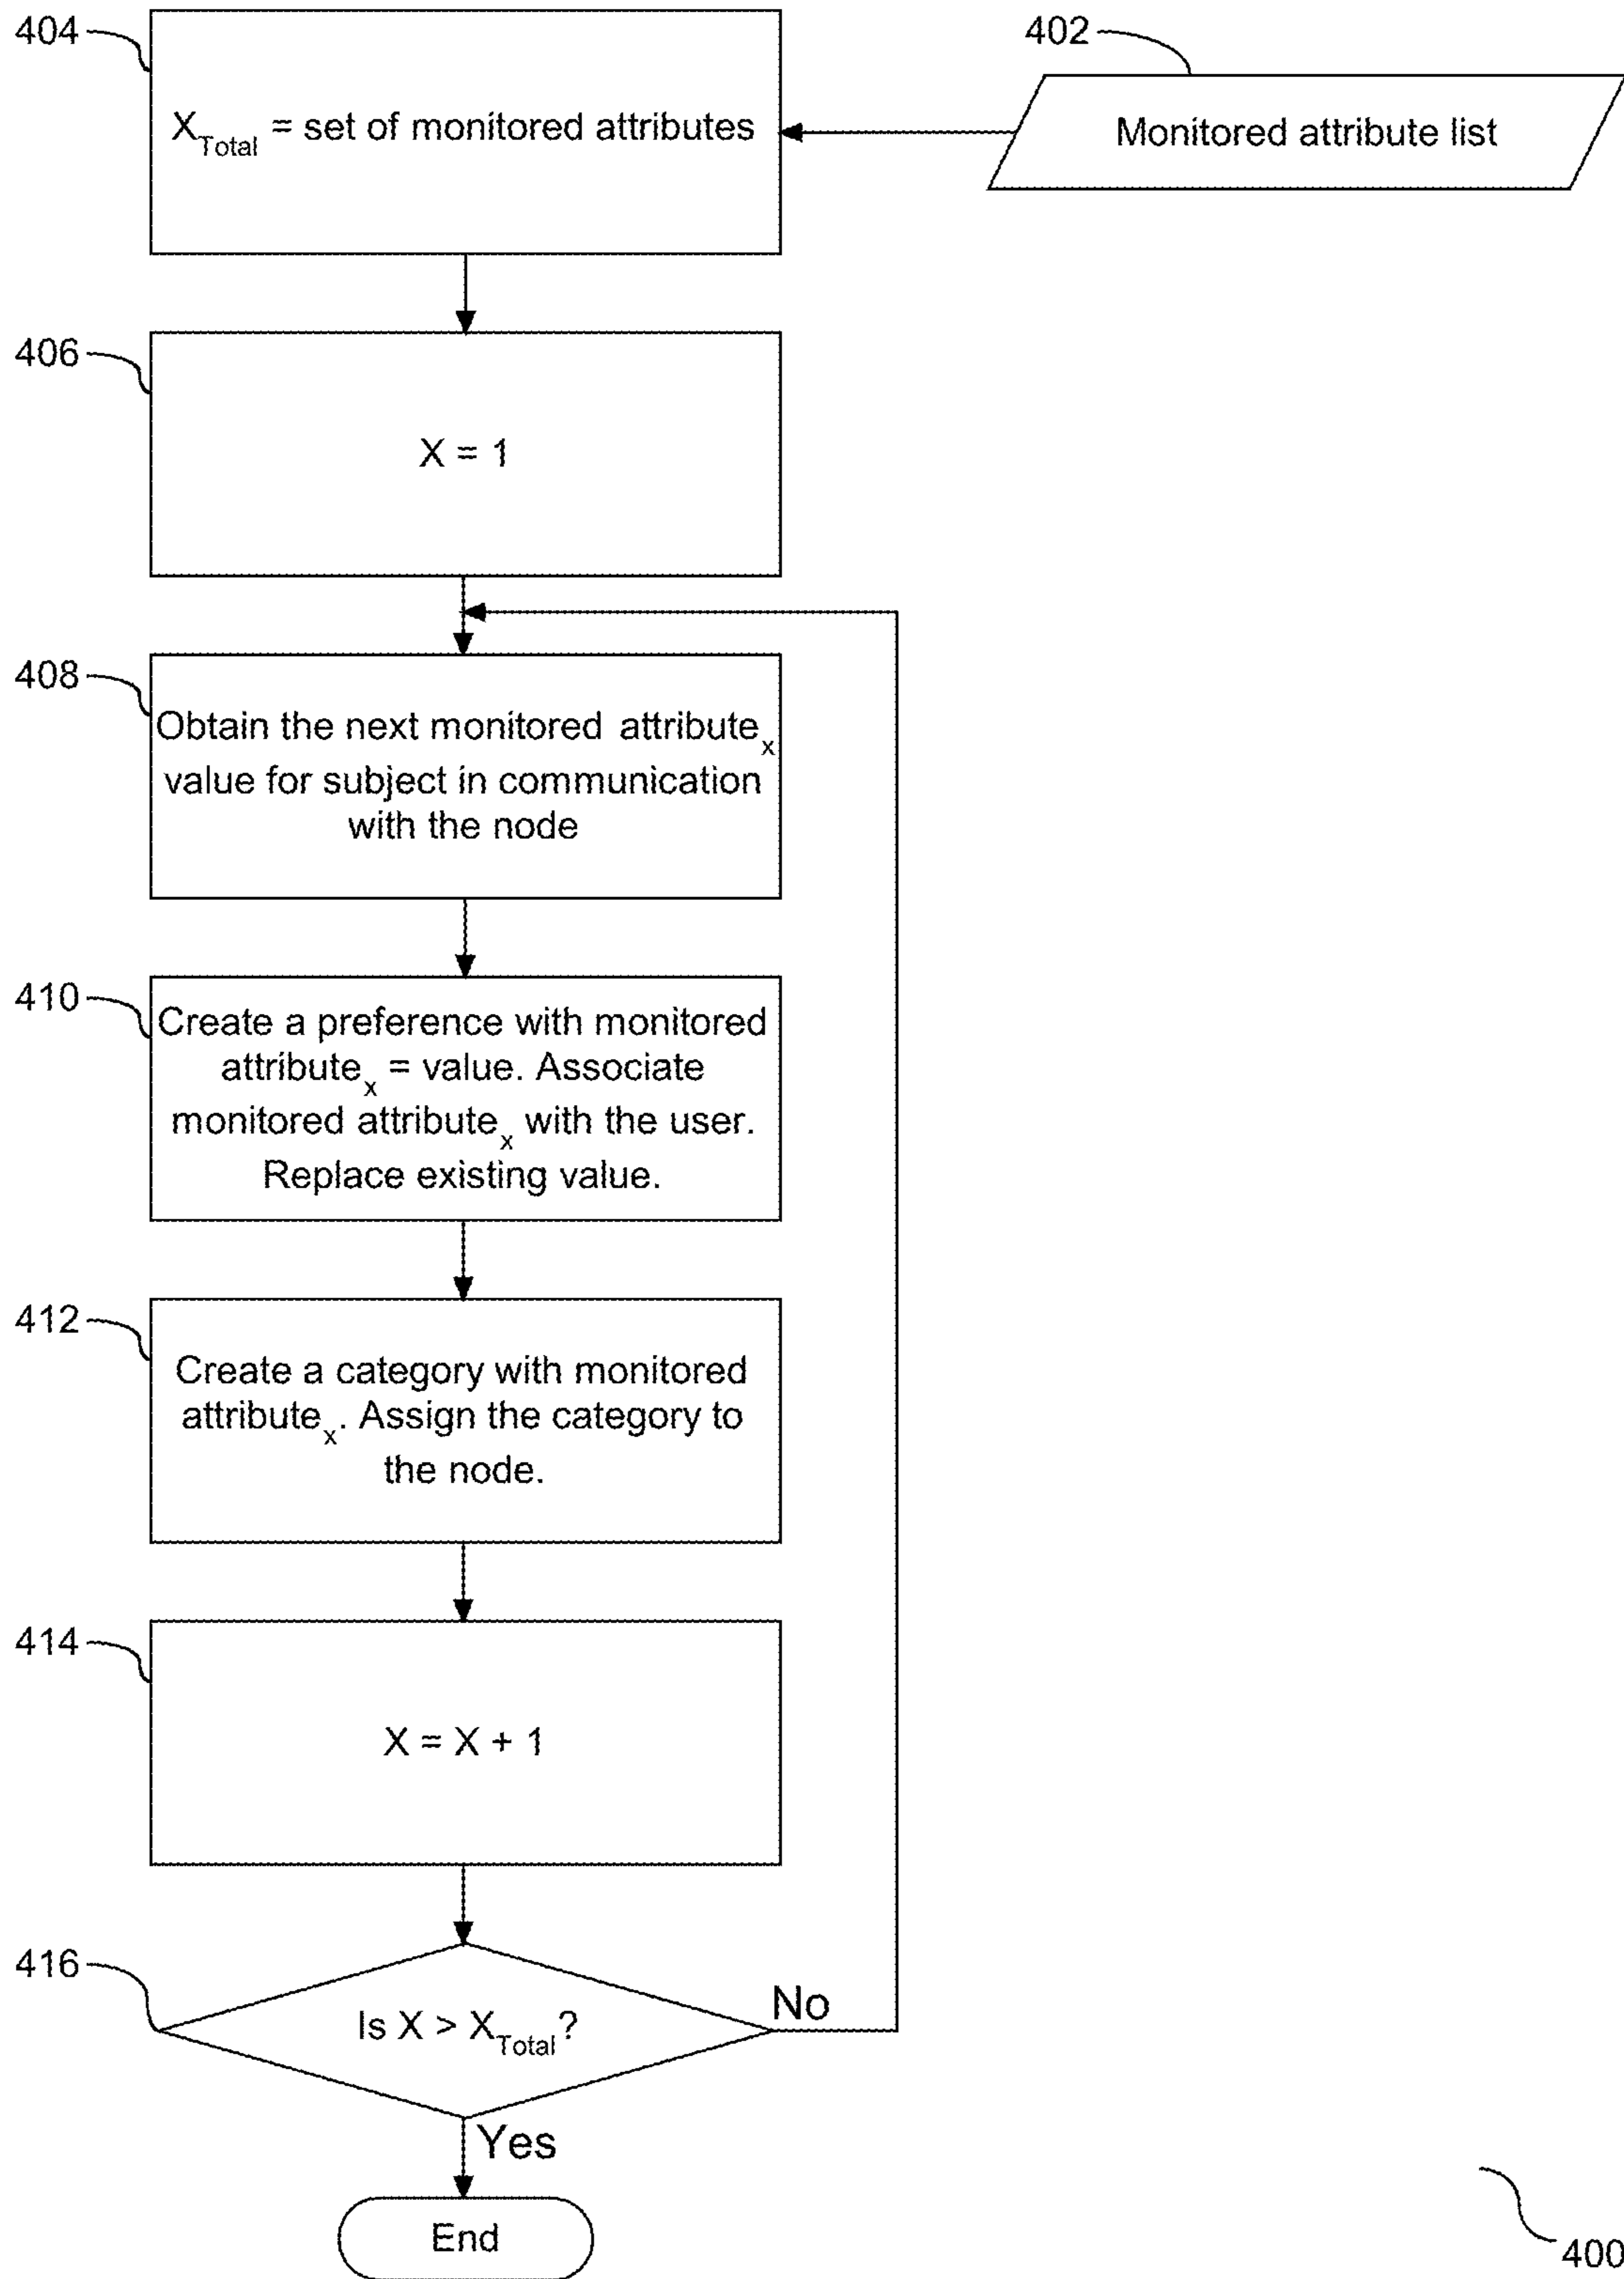 404
X_Total = set of monitored attributes
402
Monitored attribute list
406
X = 1
408
Obtain the next monitored attribute_x
value for subject in communication
with the node
410
Create a preference with monitored
attribute_x = value. Associate
monitored attribute_x with the user.
Replace existing value.
412
Create a category with monitored
attribute_x. Assign the category to
the node.
414
X = X + 1
416
Is X > X_Total?
No
Yes
End
400